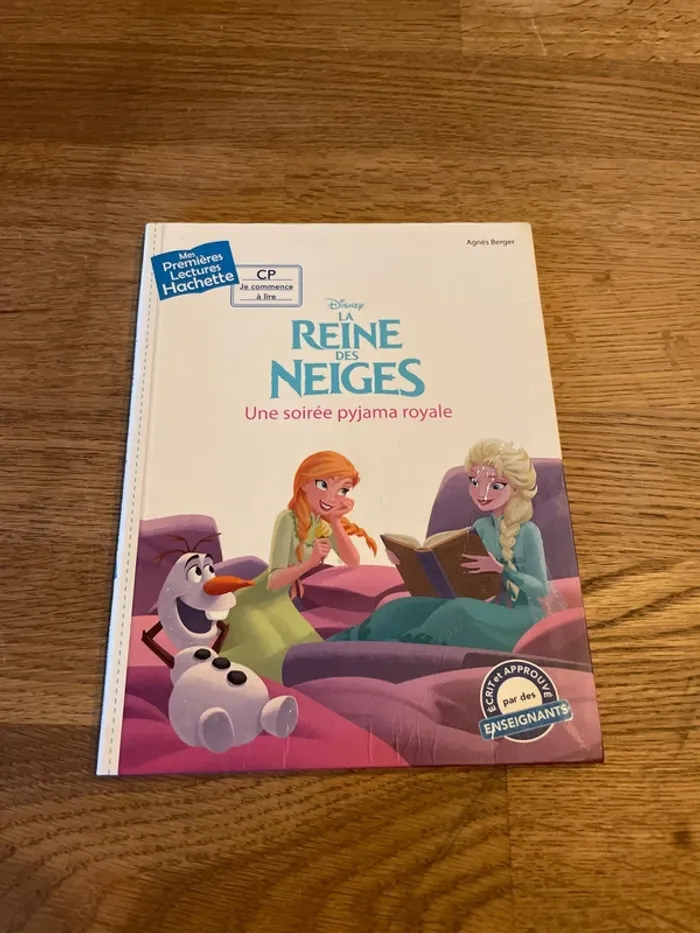 Agnès Berger
Mes
Premières
Lectures
Hachette
CP
Je commence
à lire
Disney
LA
REINE
DES
NEIGES
Une soirée pyjama royale
ÉCRIT et APPROUVÉ
par des
ENSEIGNANTS